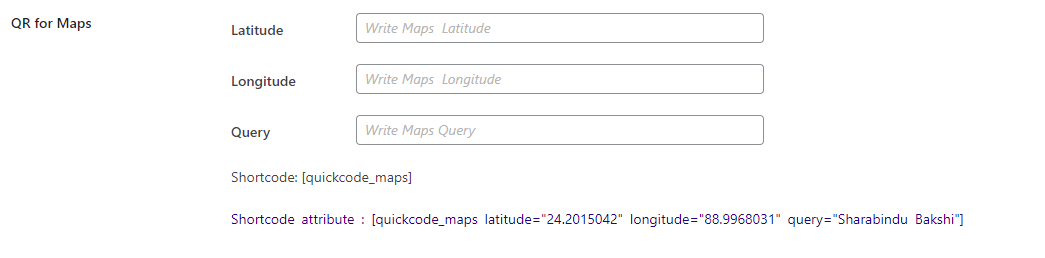 QR for Maps
Latitude
Write Maps Latitude
Longitude
Write Maps Longitude
Query
Write Maps Query
Shortcode: [quickcode_maps]
Shortcode attribute : [quickcode_maps latitude="24.2015042" longitude="88.9968031" query="Sharabindu Bakshi"]